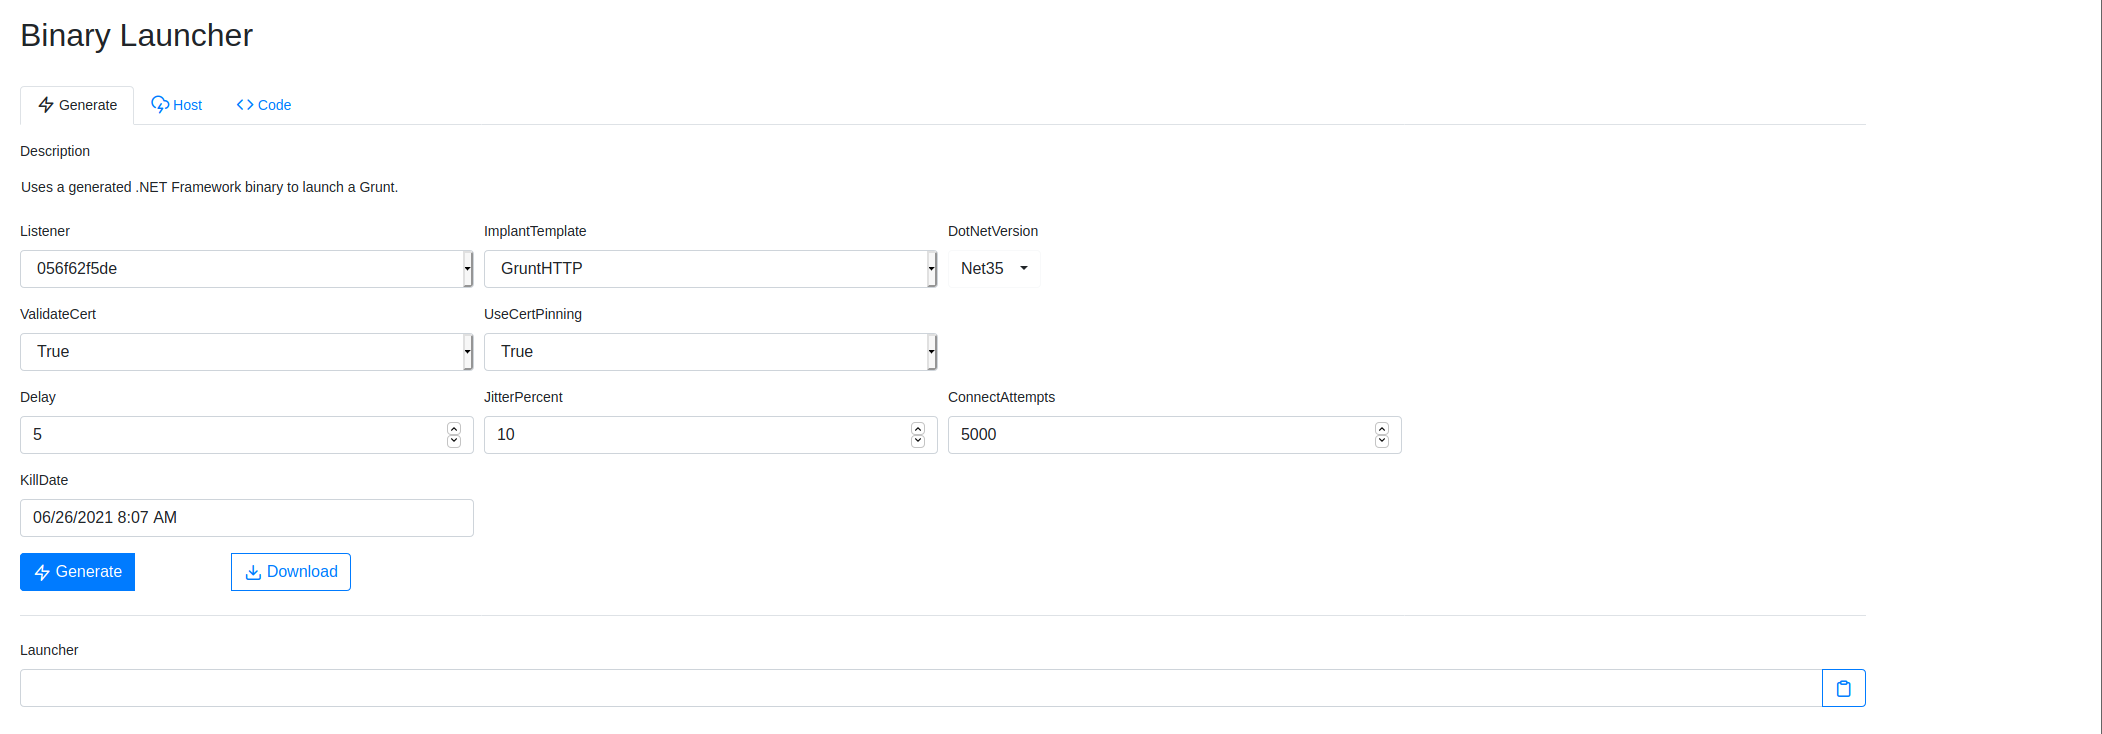 Binary Launcher
Generate Host Code
Description
Uses a generated .NET Framework binary to launch a Grunt.
Listener ImplantTemplate DotNetVersion
056f62f5de GruntHTTP Net35
ValidateCert UseCertPinning
True True
Delay JitterPercent ConnectAttempts
5 10 5000
KillDate
06/26/2021 8:07 AM
Generate Download
Launcher